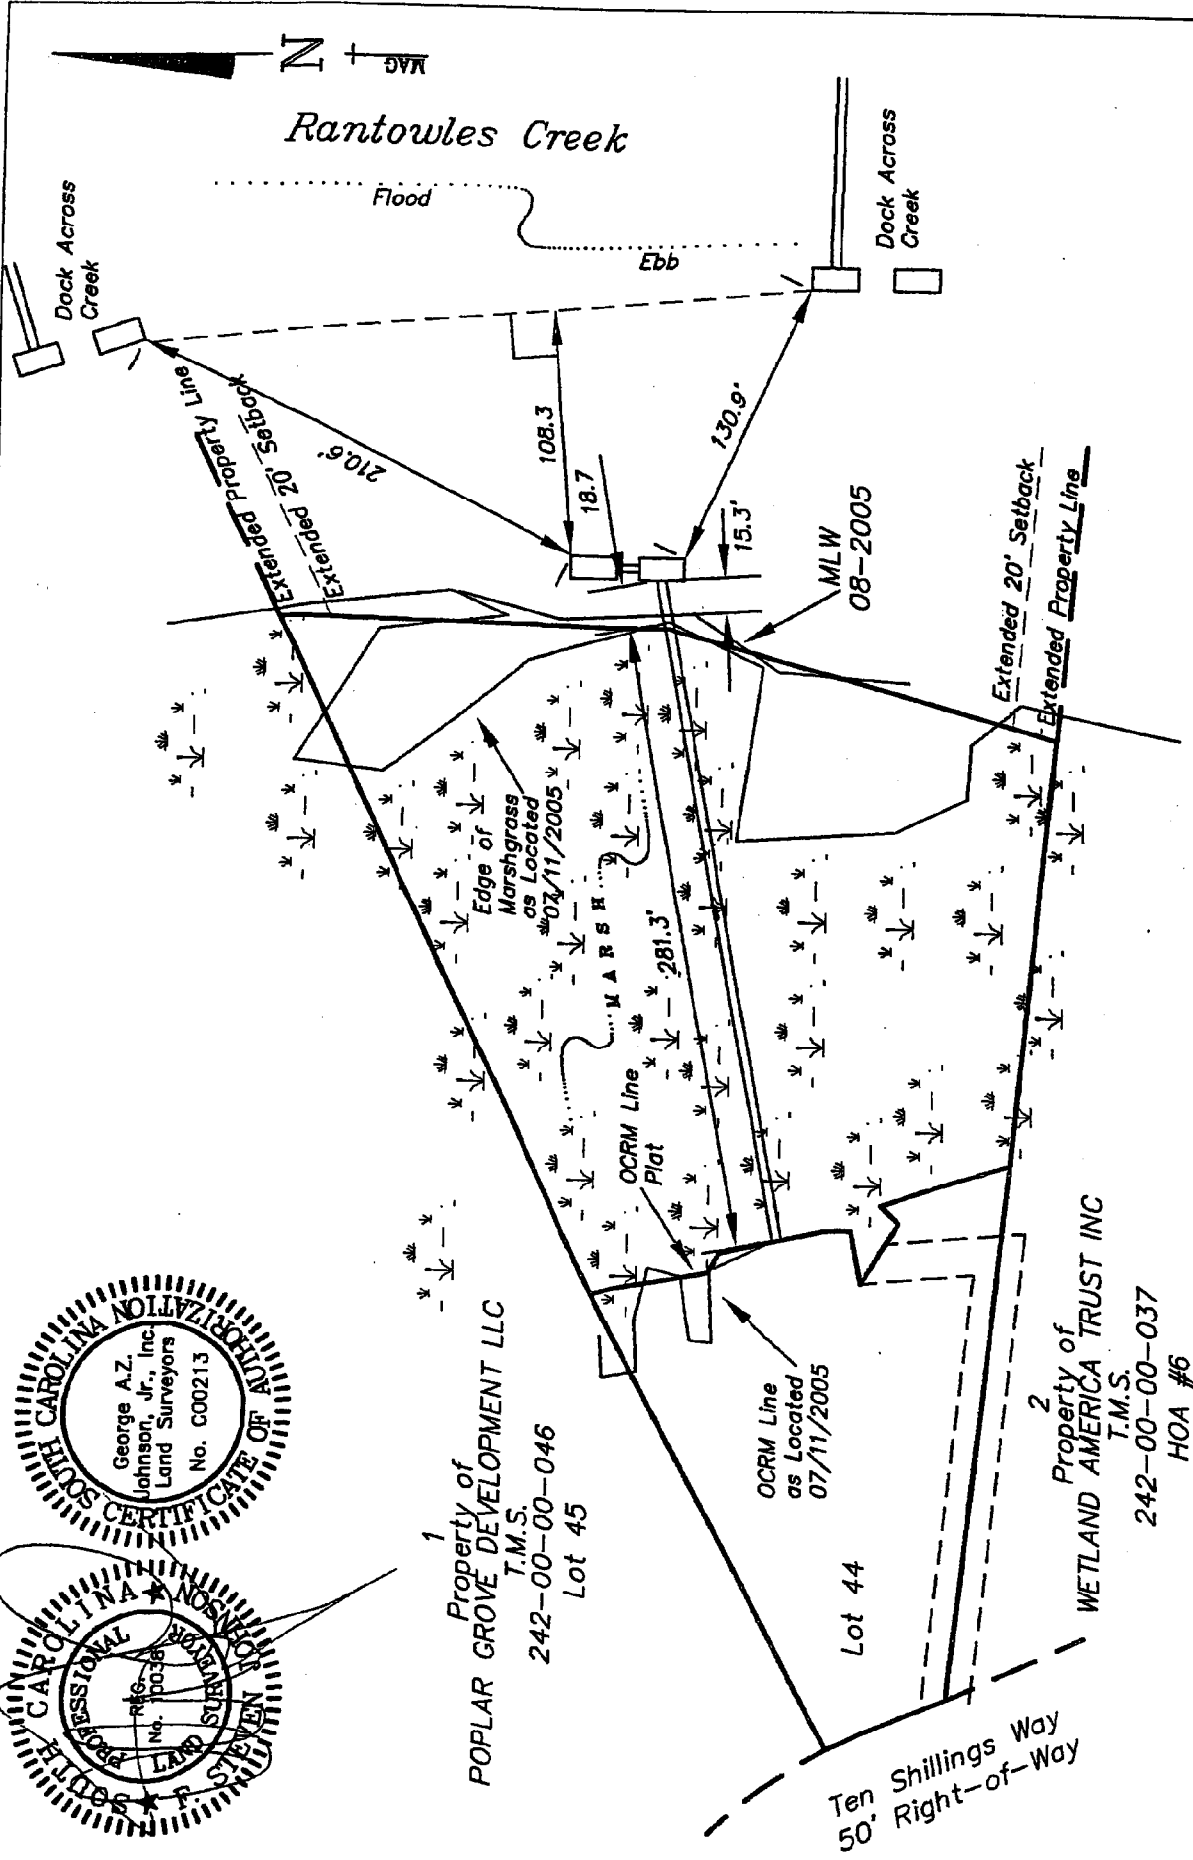 N
MAG
Rantowles Creek
Flood
Ebb
Dock Across
Creek
Dock Across
Creek
Extended Property Line
Extended 20' Setback
210.6'
108.3
18.7
130.9'
15.3'
MLW
08-2005
Extended 20' Setback
Extended Property Line
Edge of
Marshgrass
as Located
07/11/2005
MARSH
281.3'
OCRM Line
Plat
OCRM Line
as Located
07/11/2005
SOUTH CAROLINA
CERTIFICATE OF AUTHORIZATION
George A.Z.
Johnson, Jr., Inc.
Land Surveyors
No. C00213
SOUTH CAROLINA
PROFESSIONAL
REG.
No. 10038
LAND SURVEYOR
F. STEVEN JOHNSON
1
Property of
POPLAR GROVE DEVELOPMENT LLC
T.M.S.
242-00-00-046
Lot 45
Lot 44
2
Property of
WETLAND AMERICA TRUST INC
T.M.S.
242-00-00-037
HOA #6
Ten Shillings Way
50' Right-of-Way